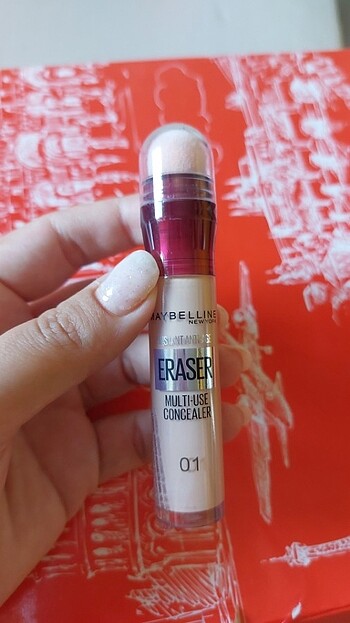 MAYBELLINE
NEW YORK
ERASER
MULTI-USE
CONCEALER
01